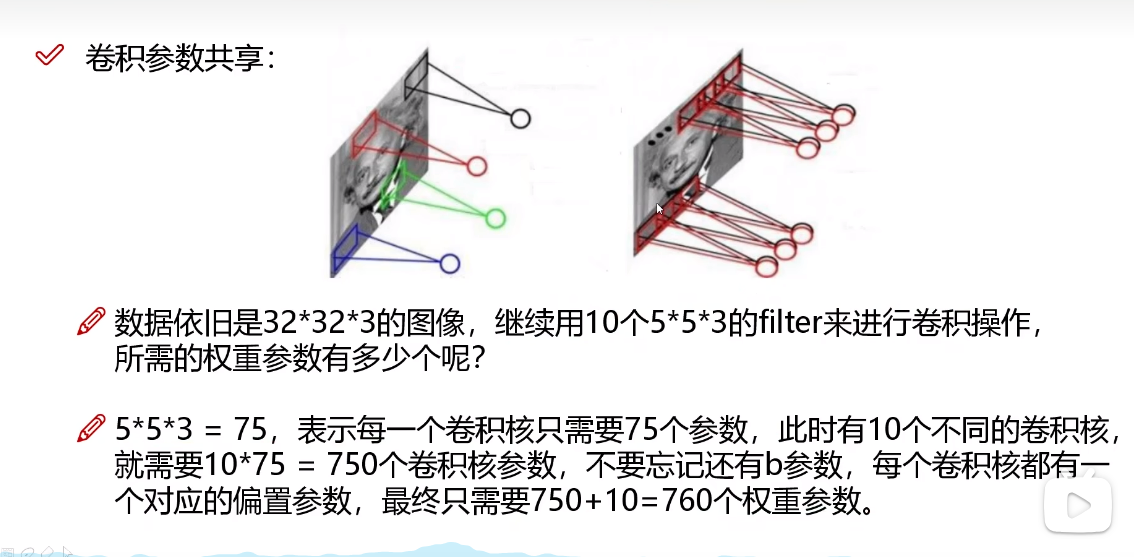 卷积参数共享：
数据依旧是32*32*3的图像，继续用10个5*5*3的filter来进行卷积操作，
所需的权重参数有多少个呢？
5*5*3 = 75，表示每一个卷积核只需要75个参数，此时有10个不同的卷积核，
就需要10*75 = 750个卷积核参数，不要忘记还有b参数，每个卷积核都有一
个对应的偏置参数，最终只需要750+10=760个权重参数。